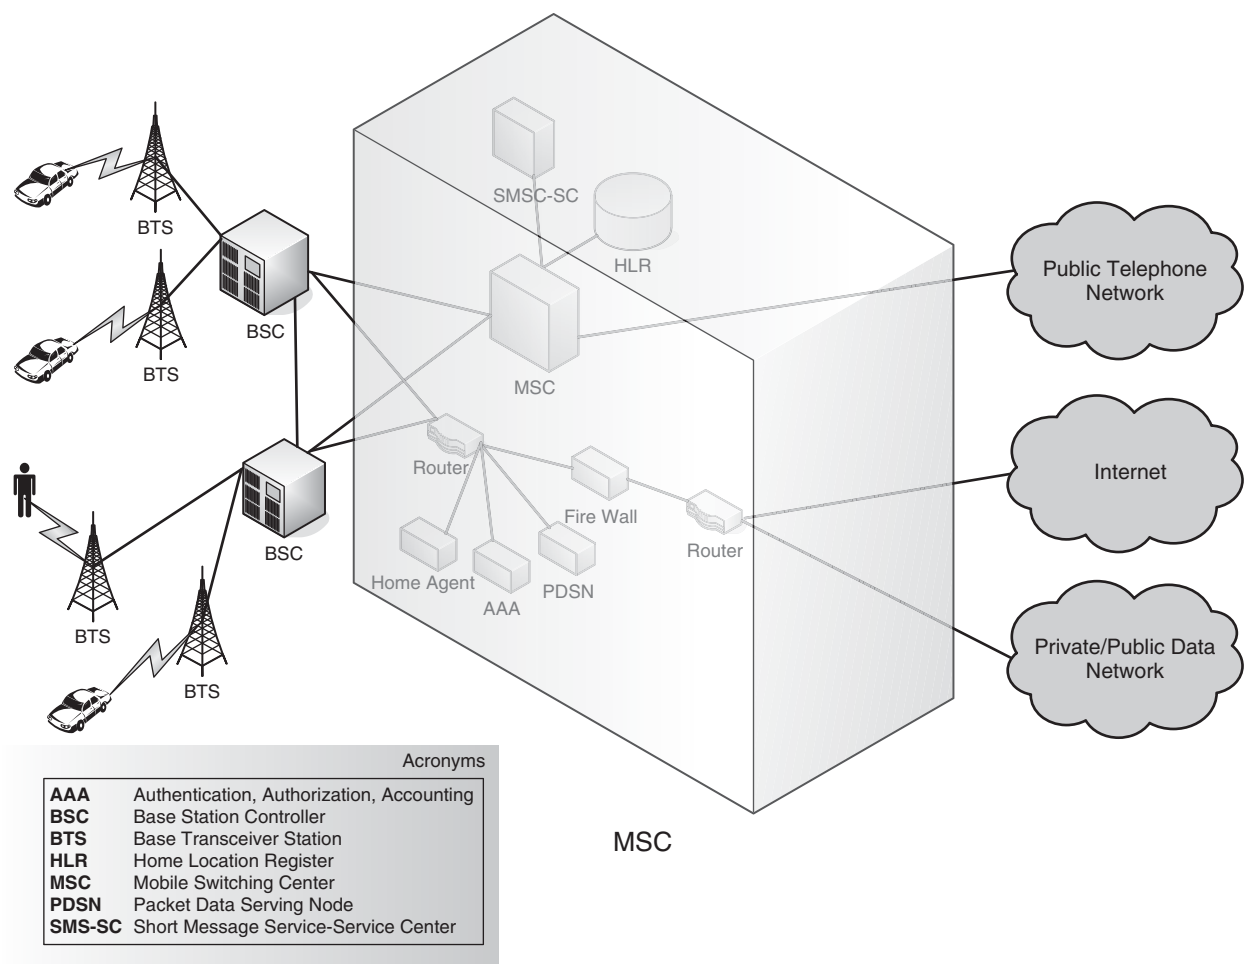 SMSC-SC
HLR
BTS
BSC
MSC
BTS
Public Telephone
Network
Router
Fire Wall
Router
Internet
BSC
Home Agent
AAA
PDSN
BTS
BTS
Private/Public Data
Network
MSC
Acronyms
AAA Authentication, Authorization, Accounting
BSC Base Station Controller
BTS Base Transceiver Station
HLR Home Location Register
MSC Mobile Switching Center
PDSN Packet Data Serving Node
SMS-SC Short Message Service-Service Center